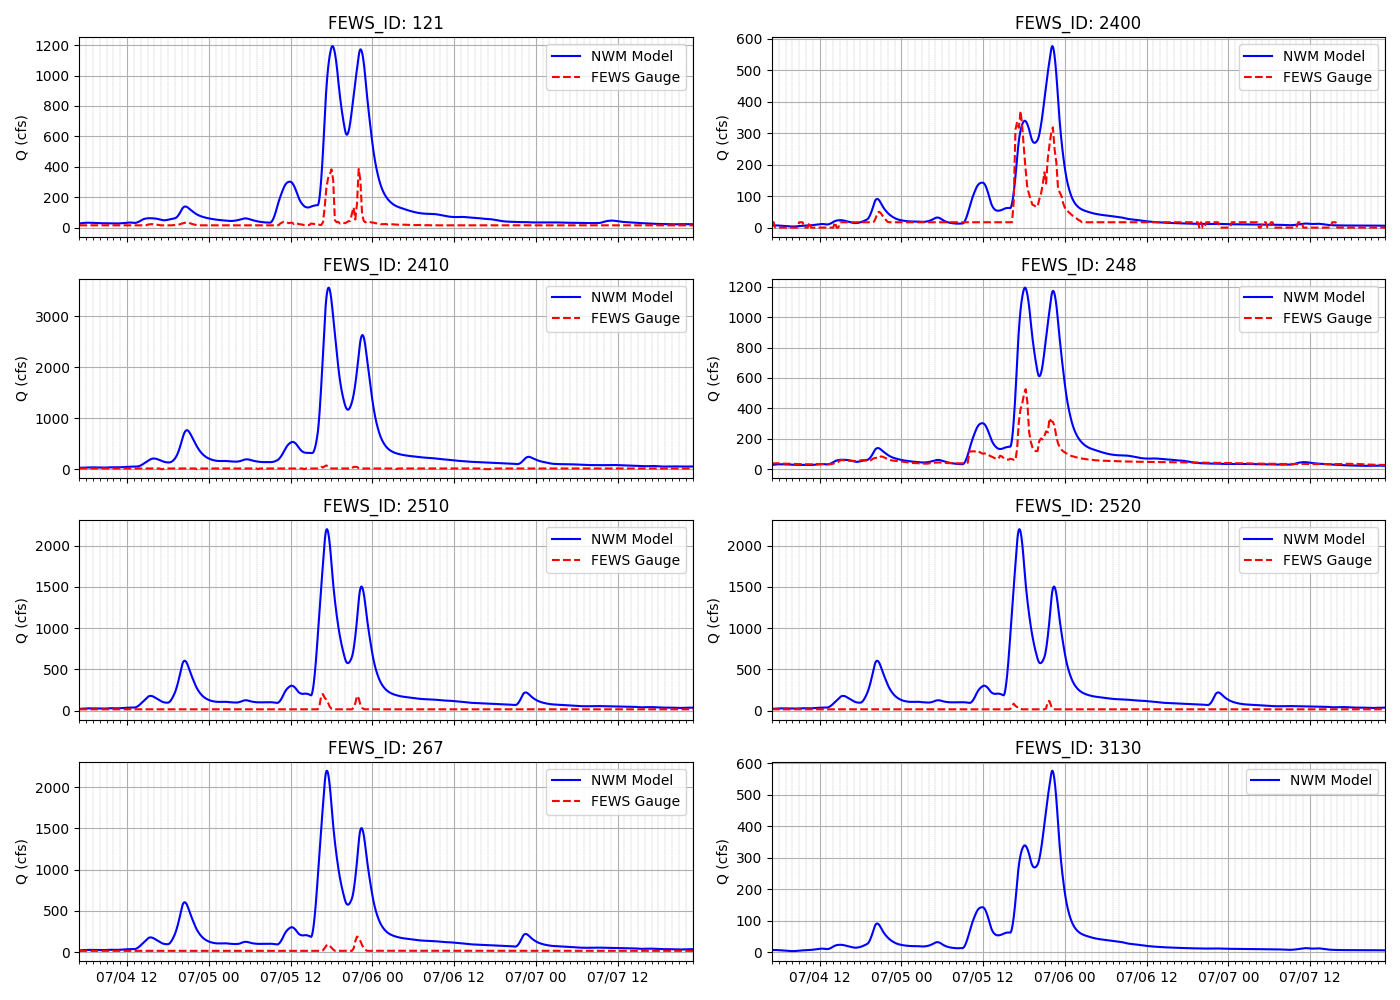 FEWS_ID: 121
1200
1000
800
600
400
200
0
Q (cfs)
NWM Model
FEWS Gauge
FEWS_ID: 2400
600
500
400
300
200
100
0
Q (cfs)
NWM Model
FEWS Gauge
FEWS_ID: 2410
3000
2000
1000
0
Q (cfs)
NWM Model
FEWS Gauge
FEWS_ID: 248
1200
1000
800
600
400
200
0
Q (cfs)
NWM Model
FEWS Gauge
FEWS_ID: 2510
2000
1500
1000
500
0
Q (cfs)
NWM Model
FEWS Gauge
FEWS_ID: 2520
2000
1500
1000
500
0
Q (cfs)
NWM Model
FEWS Gauge
FEWS_ID: 267
2000
1500
1000
500
0
Q (cfs)
NWM Model
FEWS Gauge
07/04 12 07/05 00 07/05 12 07/06 00 07/06 12 07/07 00 07/07 12
FEWS_ID: 3130
600
500
400
300
200
100
0
Q (cfs)
NWM Model
07/04 12 07/05 00 07/05 12 07/06 00 07/06 12 07/07 00 07/07 12